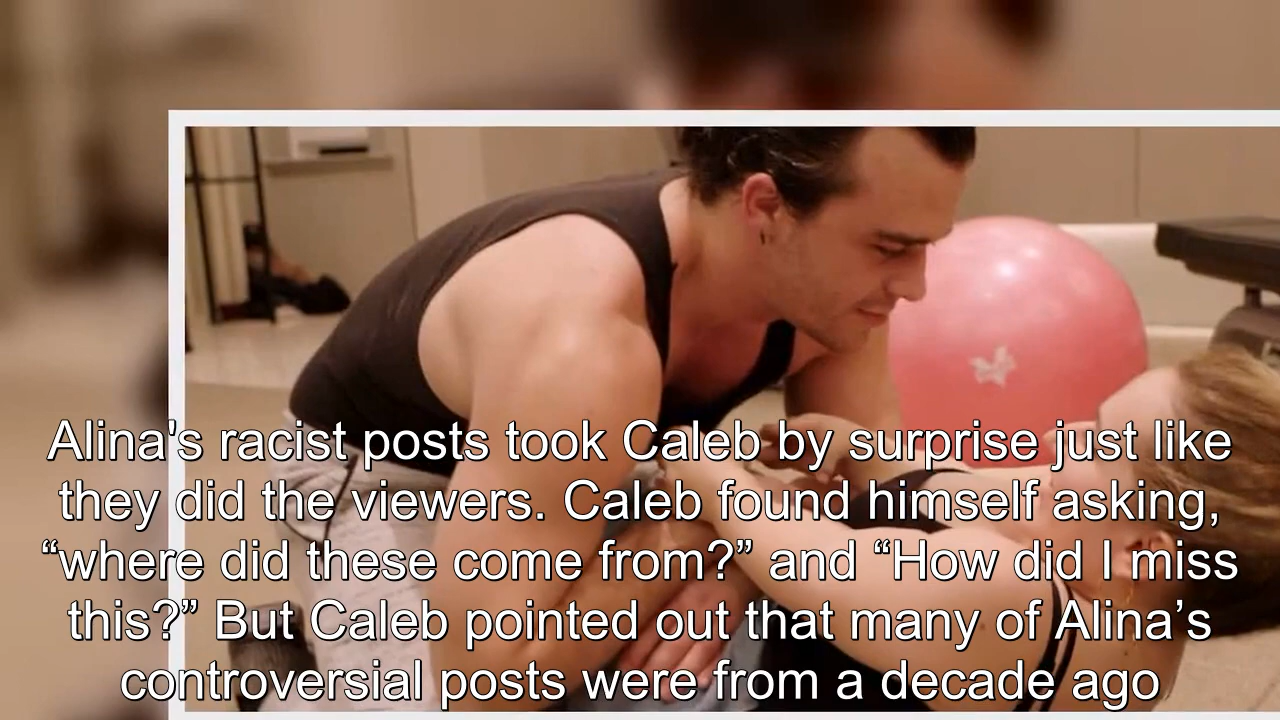 Alina's racist posts took Caleb by surprise just like
they did the viewers. Caleb found himself asking,
“where did these come from?” and “How did I miss
this?” But Caleb pointed out that many of Alina’s
controversial posts were from a decade ago